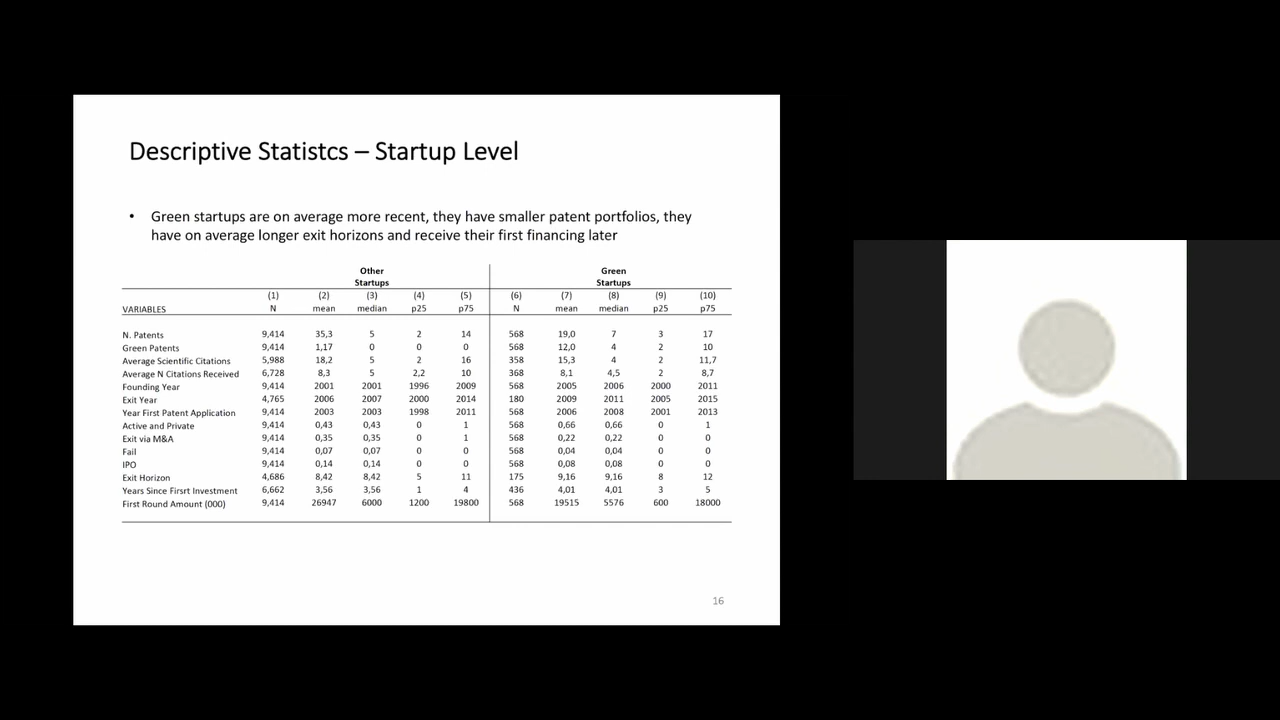 Descriptive Statistcs – Startup Level
• Green startups are on average more recent, they have smaller patent portfolios, they
have on average longer exit horizons and receive their first financing later
Other Startups Green Startups
(1) (2) (3) (4) (5) (6) (7) (8) (9) (10)
VARIABLES N mean median p25 p75 N mean median p25 p75
N. Patents 9,414 35,3 5 2 14 568 19,0 7 3 17
Green Patents 9,414 1,17 0 0 0 568 12,0 4 2 10
Average Scientific Citations 5,988 18,2 5 2 16 358 15,3 4 2 11,7
Average N Citations Received 6,728 8,3 5 2,2 10 368 8,1 4,5 2 8,7
Founding Year 9,414 2001 2001 1996 2009 568 2005 2006 2000 2011
Exit Year 4,765 2006 2007 2000 2014 180 2009 2011 2005 2015
Year First Patent Application 9,414 2003 2003 1998 2011 568 2006 2008 2001 2013
Active and Private 9,414 0,43 0,43 0 1 568 0,66 0,66 0 1
Exit via M&A 9,414 0,35 0,35 0 1 568 0,22 0,22 0 0
Fail 9,414 0,07 0,07 0 0 568 0,04 0,04 0 0
IPO 9,414 0,14 0,14 0 0 568 0,08 0,08 0 0
Exit Horizon 4,686 8,42 8,42 5 11 175 9,16 9,16 8 12
Years Since Firsrt Investment 6,662 3,56 3,56 1 4 436 4,01 4,01 3 5
First Round Amount (000) 9,414 26947 6000 1200 19800 568 19515 5576 600 18000
16